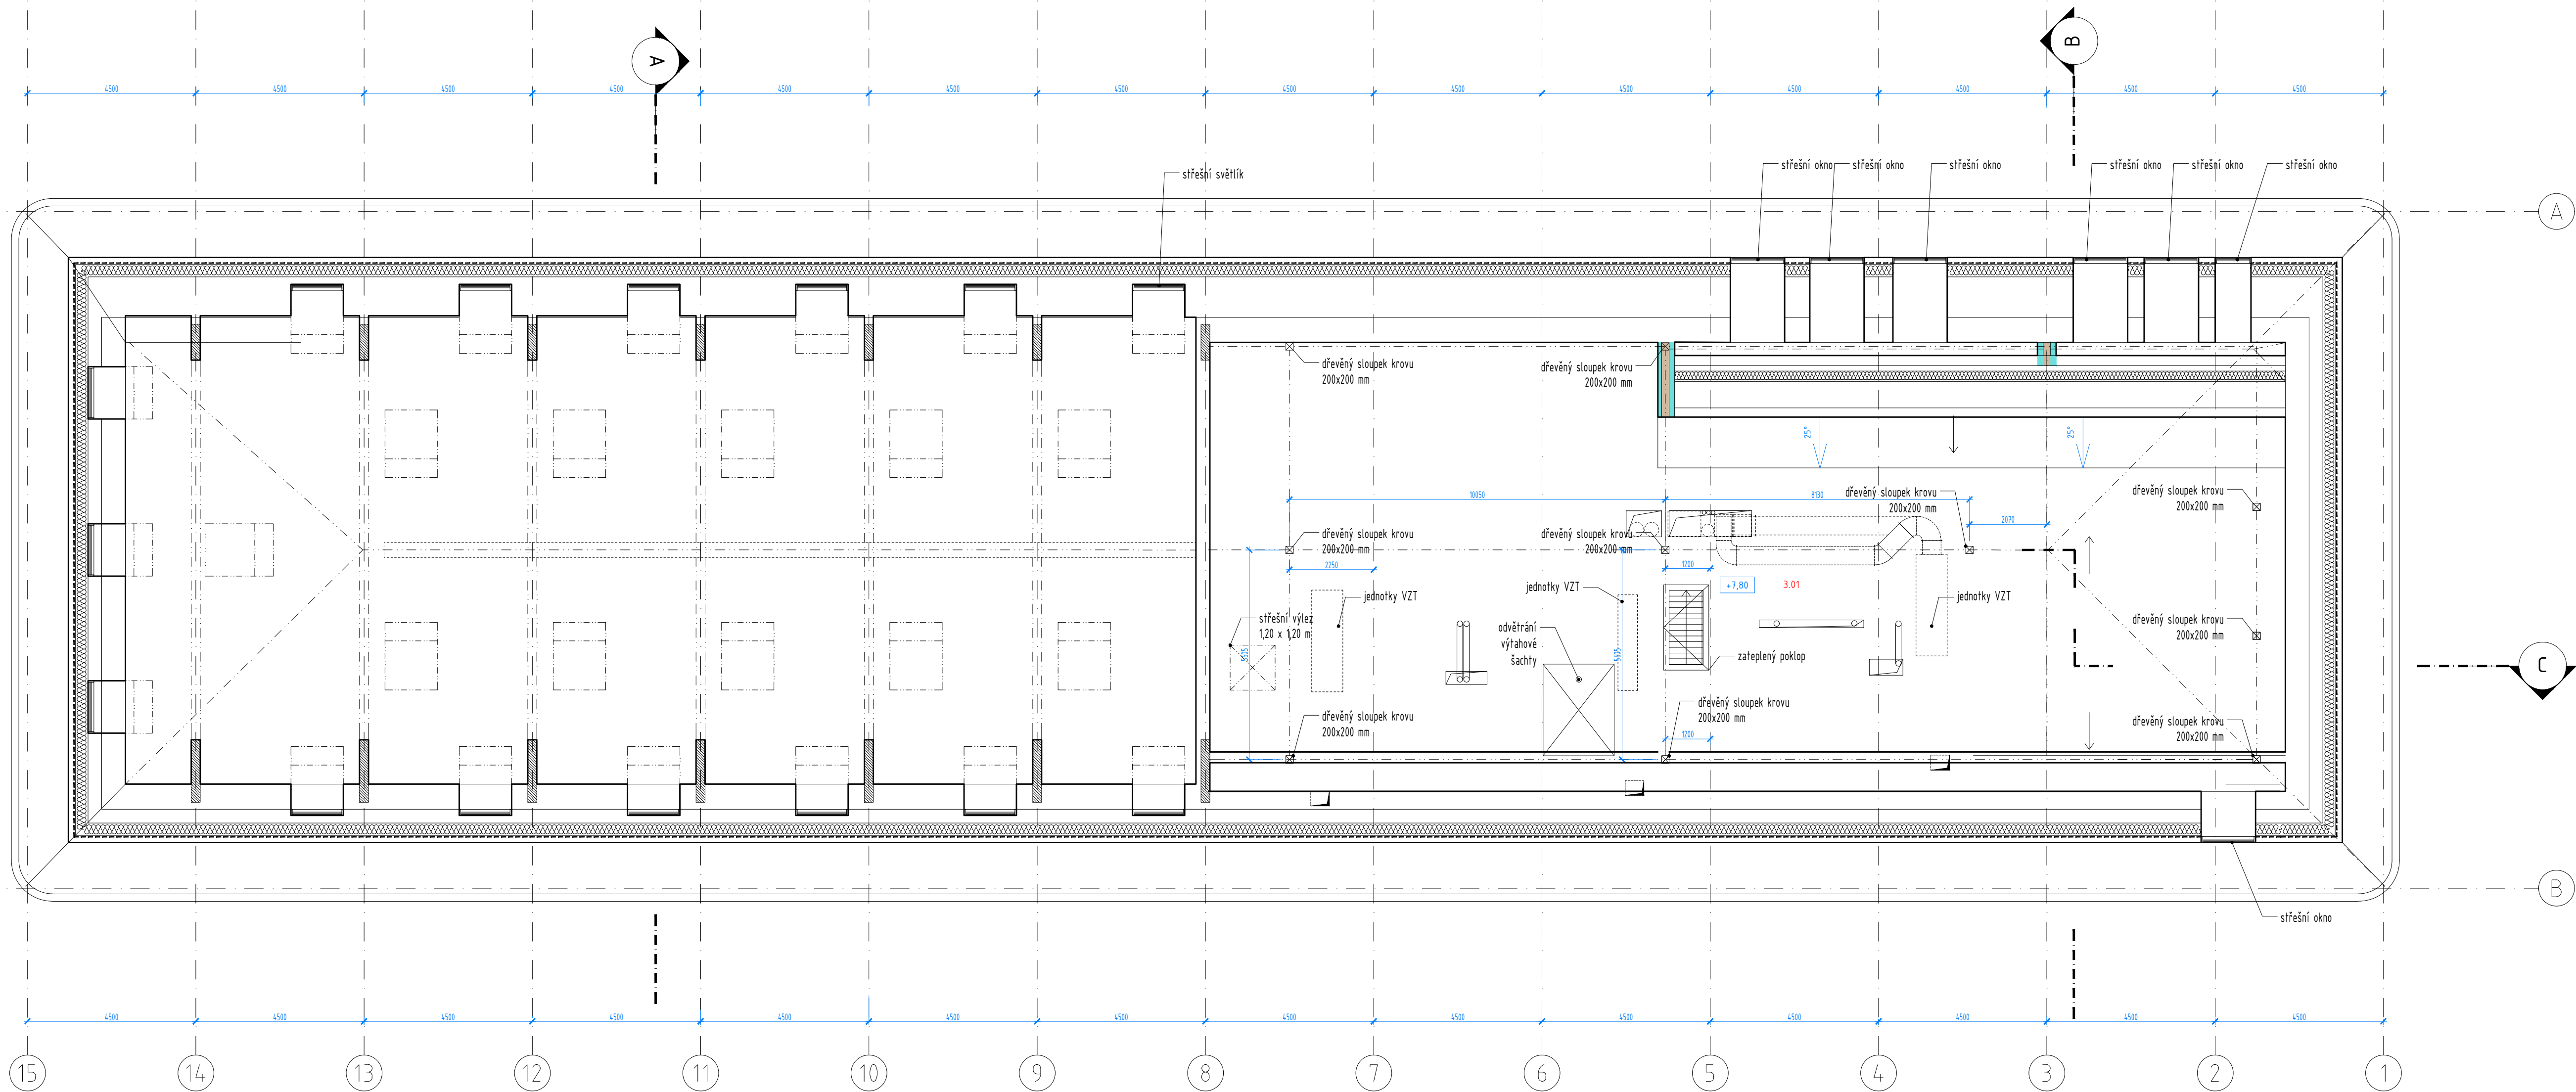 A
B
4500 4500 4500 4500 4500 4500 4500 4500 4500 4500 4500 4500 4500 4500
střešní světlík
střešní okno střešní okno střešní okno střešní okno střešní okno střešní okno
A
dřevěný sloupek krovu
200x200 mm
dřevěný sloupek krovu
200x200 mm
25°
25°
10050
8130
dřevěný sloupek krovu
200x200 mm
dřevěný sloupek krovu
200x200 mm
2070
dřevěný sloupek krovu
200x200 mm
dřevěný sloupek krovu
200x200 mm
2250
1200
+7,80
3.01
jednotky VZT
jednotky VZT
jednotky VZT
střešní výlez
1,20 x 1,20 m
5605
5605
odvětrání
výtahové
šachty
zateplený poklop
dřevěný sloupek krovu
200x200 mm
C
dřevěný sloupek krovu
200x200 mm
dřevěný sloupek krovu
200x200 mm
dřevěný sloupek krovu
200x200 mm
1200
B
střešní okno
4500 4500 4500 4500 4500 4500 4500 4500 4500 4500 4500 4500 4500 4500
15 14 13 12 11 10 9 8 7 6 5 4 3 2 1